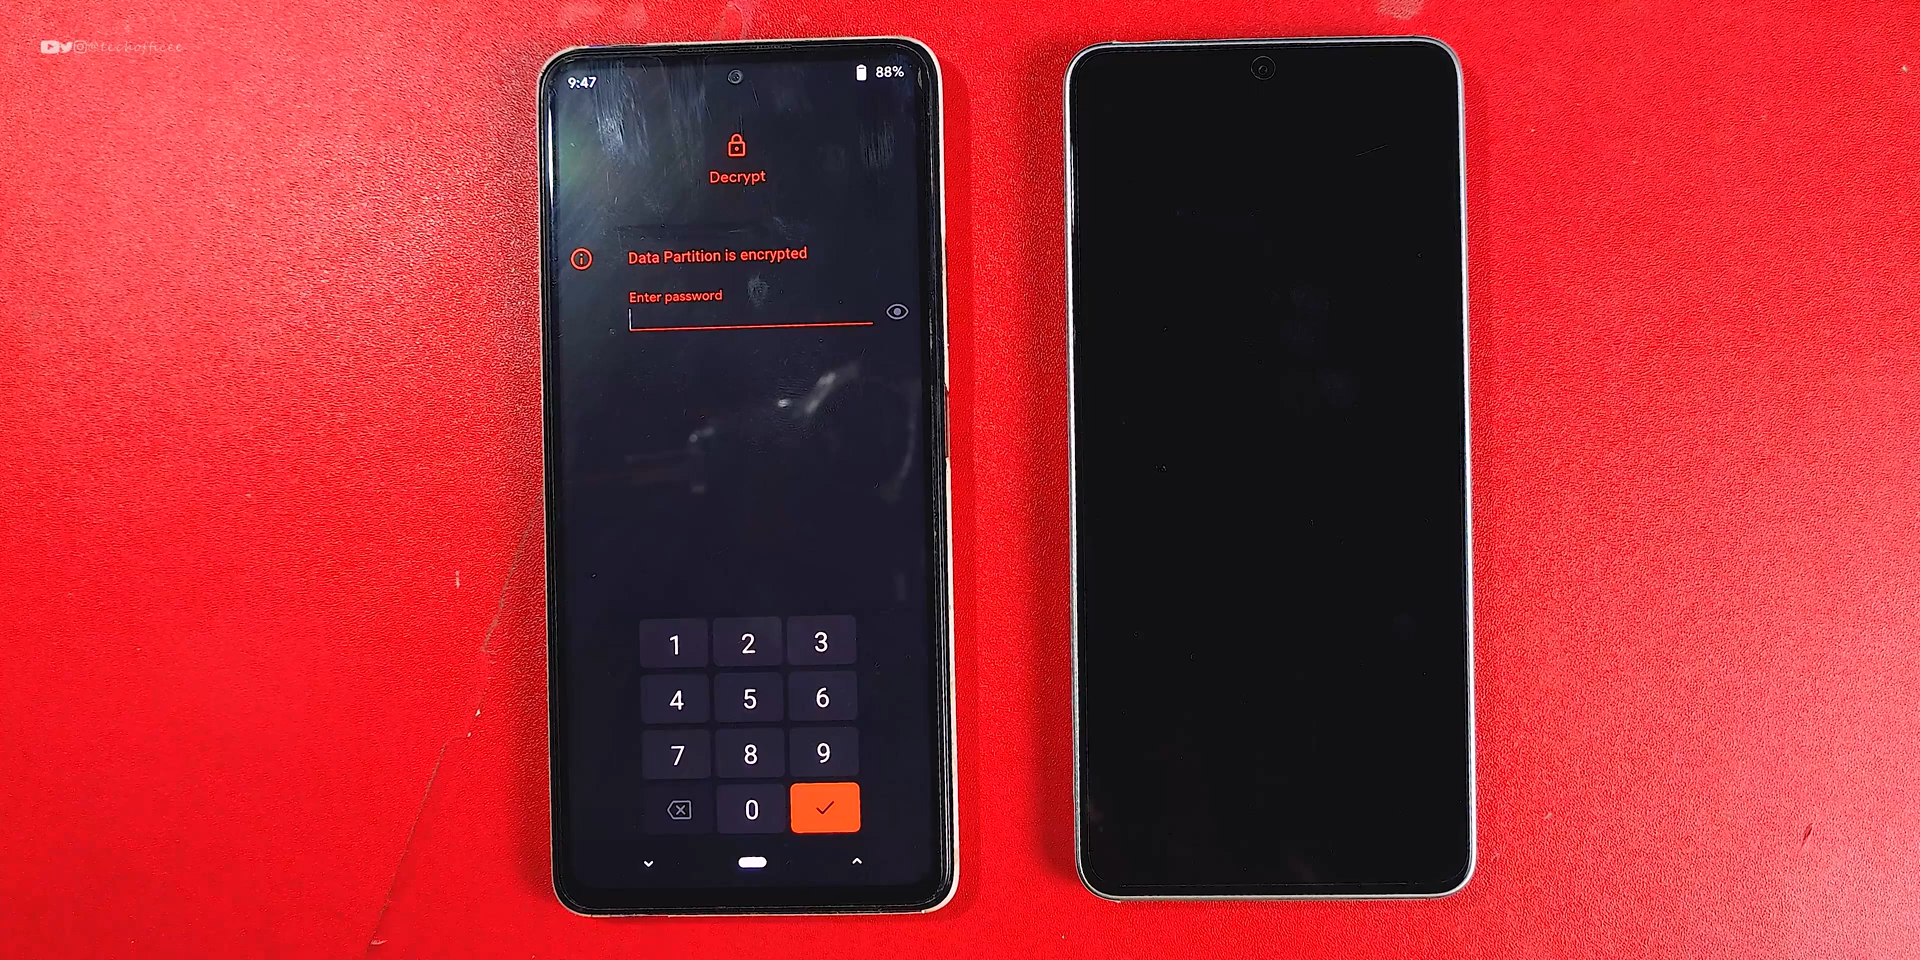 @techofficee
9:47
88%
Decrypt
Data Partition is encrypted
Enter password
1 2 3
4 5 6
7 8 9
0